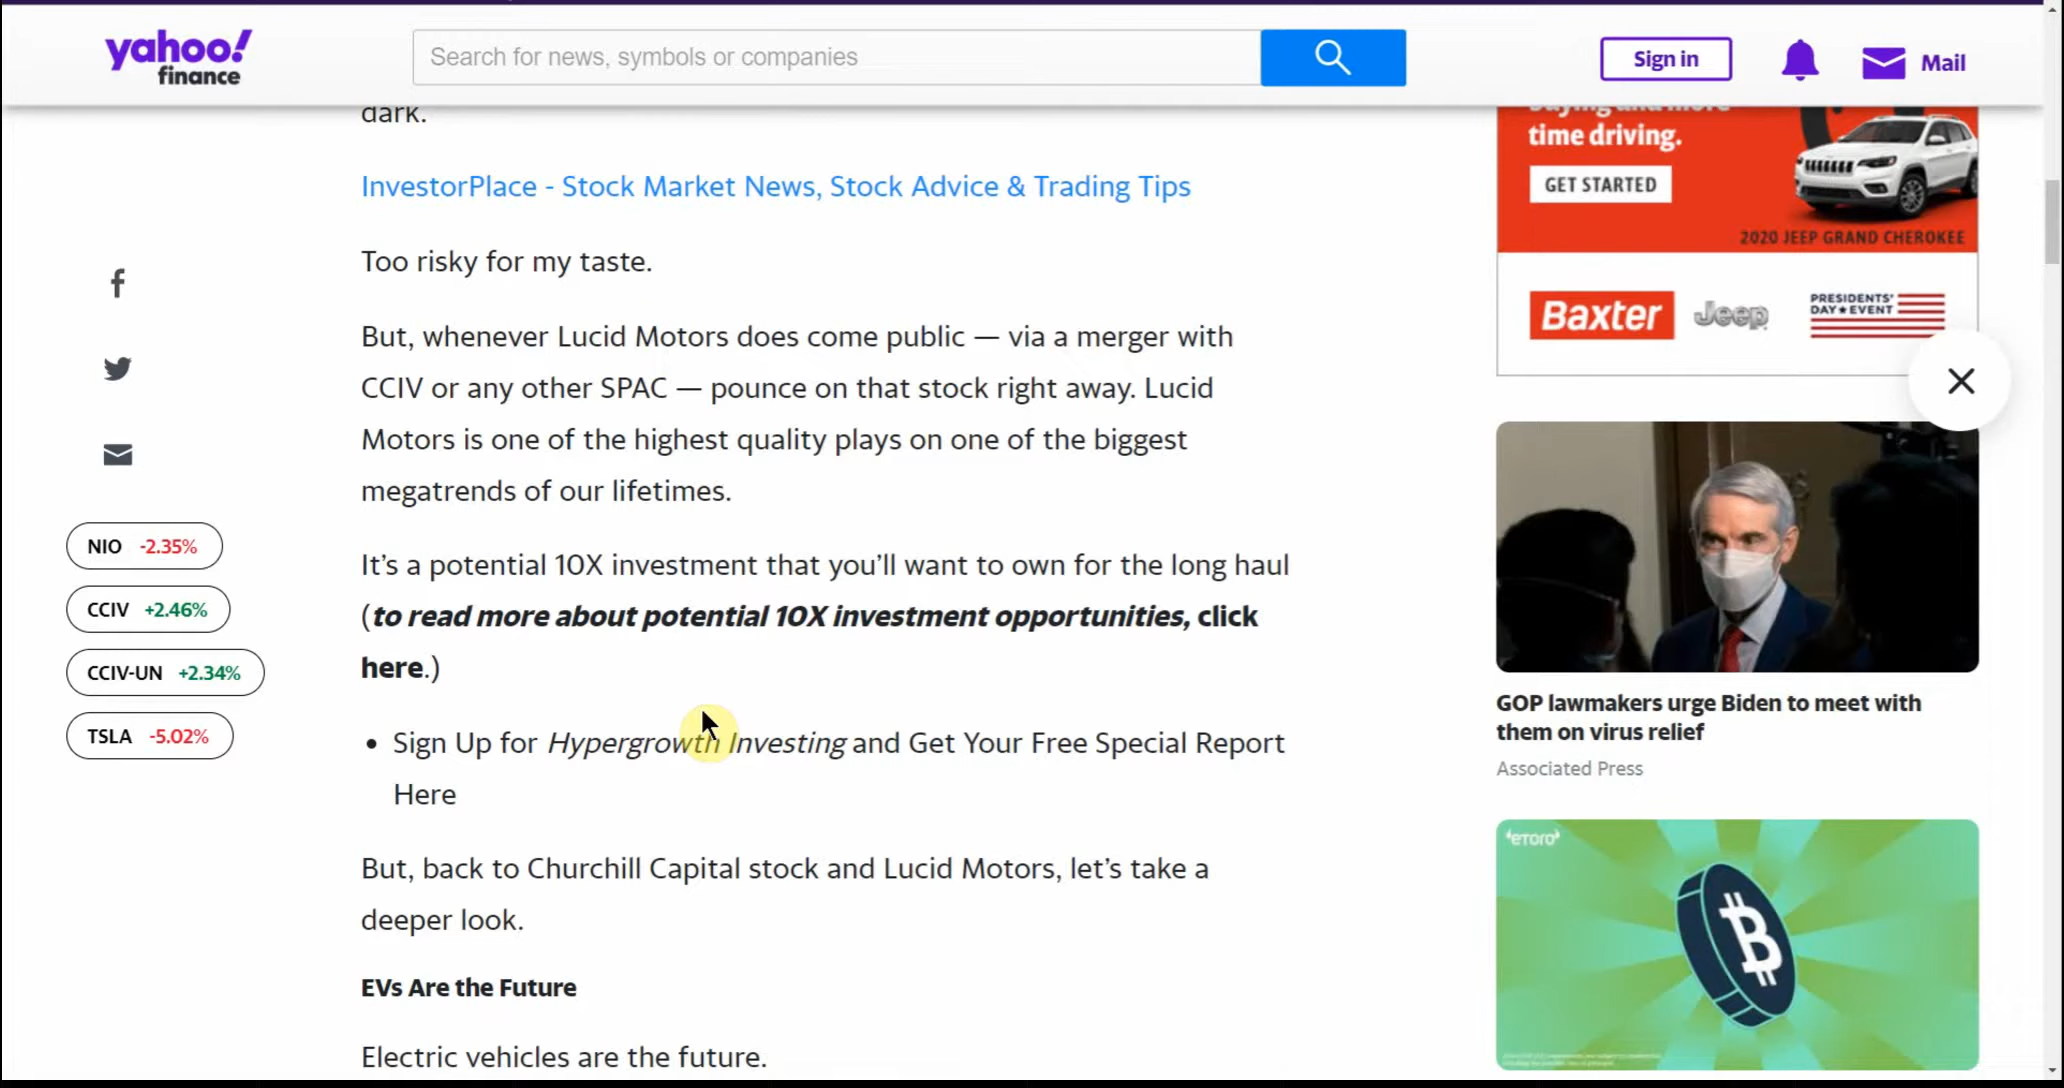 yahoo!
finance
Search for news, symbols or companies
Sign in
Mail
dark.
InvestorPlace - Stock Market News, Stock Advice & Trading Tips
Too risky for my taste.
But, whenever Lucid Motors does come public — via a merger with
CCIV or any other SPAC — pounce on that stock right away. Lucid
Motors is one of the highest quality plays on one of the biggest
megatrends of our lifetimes.
It's a potential 10X investment that you'll want to own for the long haul
(to read more about potential 10X investment opportunities, click
here.)
• Sign Up for Hypergrowth Investing and Get Your Free Special Report
Here
But, back to Churchill Capital stock and Lucid Motors, let's take a
deeper look.
EVs Are the Future
Electric vehicles are the future.
NIO -2.35%
CCIV +2.46%
CCIV-UN +2.34%
TSLA -5.02%
buying and more
time driving.
GET STARTED
2020 JEEP GRAND CHEROKEE
Baxter
Jeep
PRESIDENTS'
DAY★EVENT
GOP lawmakers urge Biden to meet with
them on virus relief
Associated Press
eToro